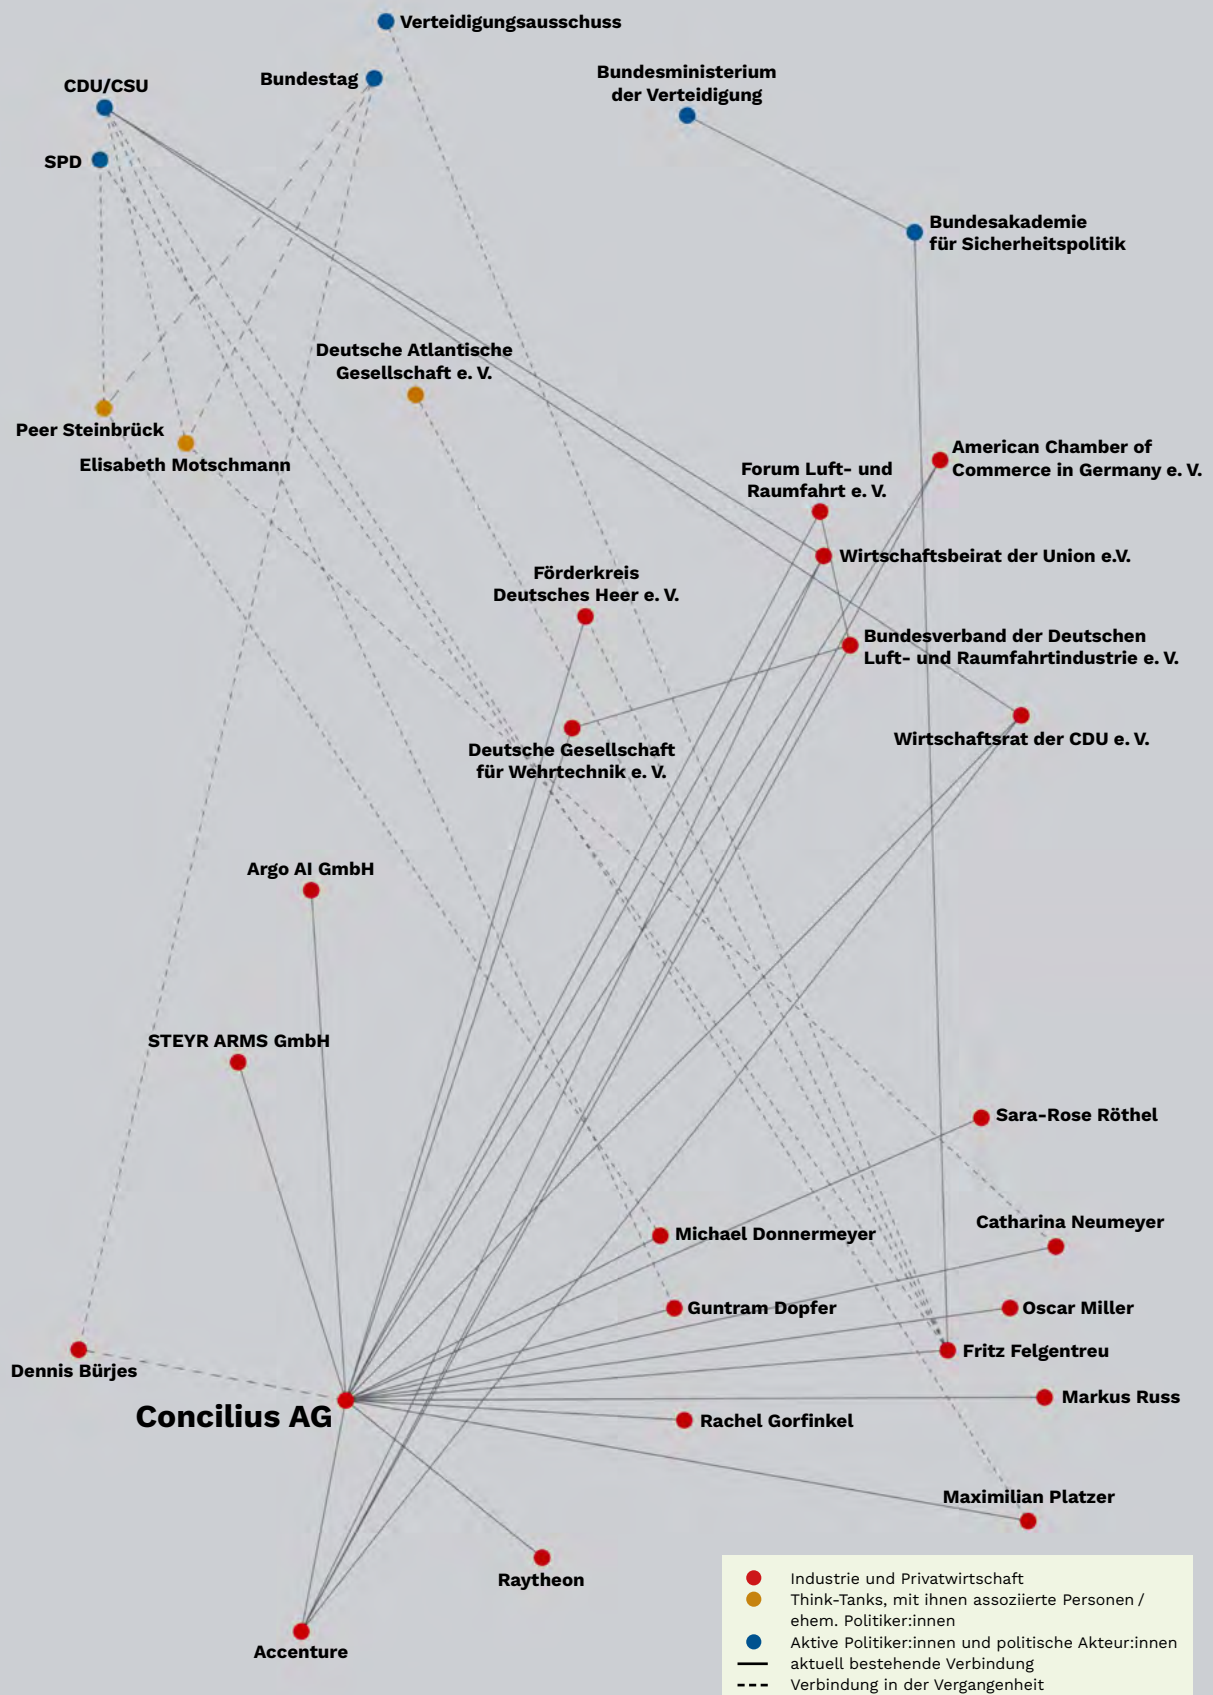 Verteidigungsausschuss
Bundestag
CDU/CSU
SPD
Bundesministerium
der Verteidigung
Bundesakademie
für Sicherheitspolitik
Deutsche Atlantische
Gesellschaft e. V.
Peer Steinbrück
Elisabeth Motschmann
American Chamber of
Commerce in Germany e. V.
Forum Luft- und
Raumfahrt e. V.
Wirtschaftsbeirat der Union e.V.
Förderkreis
Deutsches Heer e. V.
Bundesverband der Deutschen
Luft- und Raumfahrtindustrie e. V.
Wirtschaftsrat der CDU e. V.
Deutsche Gesellschaft
für Wehrtechnik e. V.
Argo AI GmbH
STEYR ARMS GmbH
Sara-Rose Röthel
Michael Donnermeyer
Catharina Neumeyer
Guntram Dopfer
Oscar Miller
Dennis Bürjes
Fritz Felgentreu
Concilius AG
Markus Russ
Rachel Gorfinkel
Maximilian Platzer
Raytheon
Accenture
Industrie und Privatwirtschaft
Think-Tanks, mit ihnen assoziierte Personen /
ehem. Politiker:innen
Aktive Politiker:innen und politische Akteur:innen
aktuell bestehende Verbindung
Verbindung in der Vergangenheit